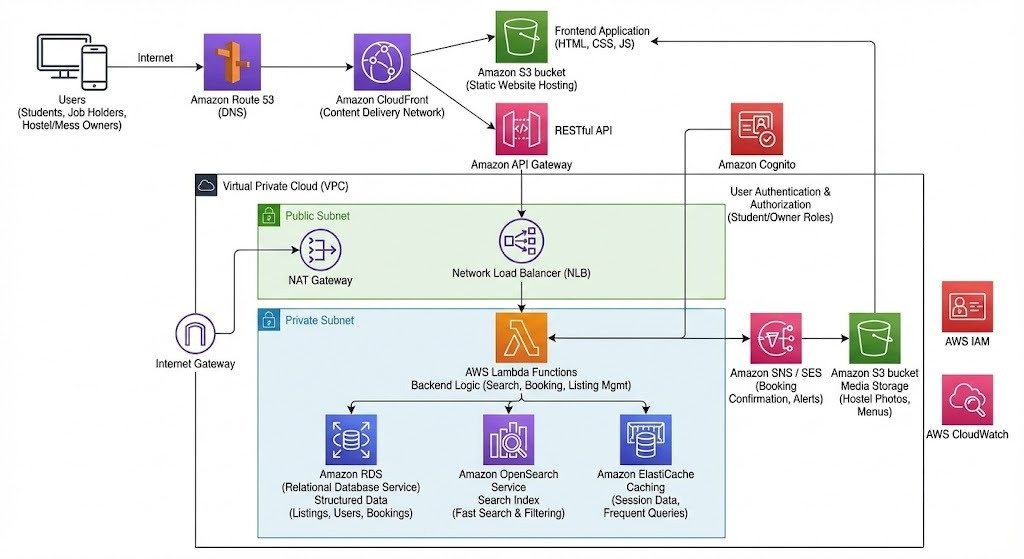 Internet
Users
(Students, Job Holders,
Hostel/Mess Owners)
Amazon Route 53
(DNS)
Amazon CloudFront
(Content Delivery Network)
Frontend Application
(HTML, CSS, JS)
Amazon S3 bucket
(Static Website Hosting)
RESTful API
Amazon API Gateway
Amazon Cognito
User Authentication &
Authorization
(Student/Owner Roles)
Virtual Private Cloud (VPC)
Public Subnet
NAT Gateway
Network Load Balancer (NLB)
Internet Gateway
Private Subnet
AWS Lambda Functions
Backend Logic (Search, Booking, Listing Mgmt)
Amazon SNS / SES
(Booking
Confirmation, Alerts)
Amazon S3 bucket
Media Storage
(Hostel Photos,
Menus)
AWS IAM
AWS CloudWatch
Amazon RDS
(Relational Database Service)
Structured Data
(Listings, Users, Bookings)
Amazon OpenSearch
Service
Search Index
(Fast Search & Filtering)
Amazon ElastiCache
Caching
(Session Data,
Frequent Queries)